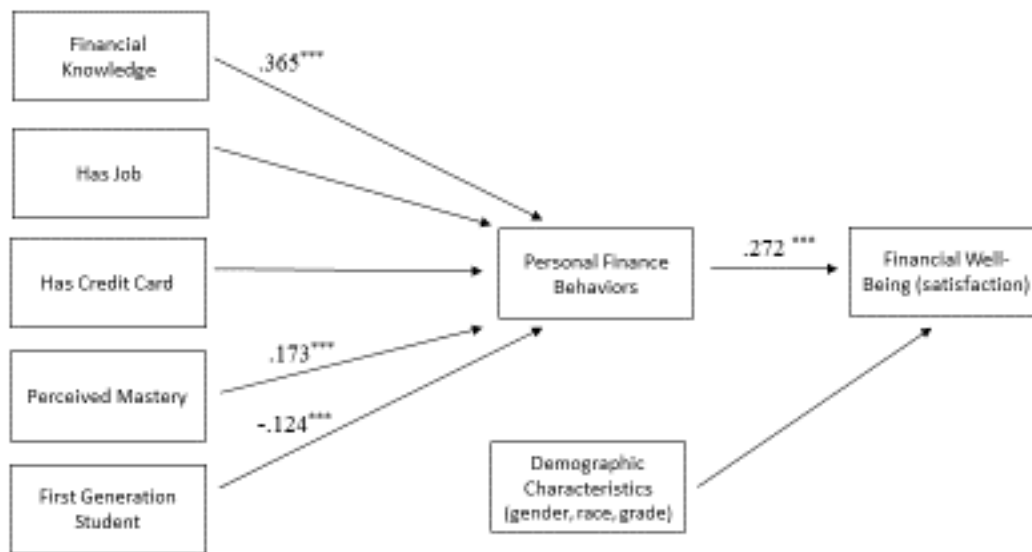 Financial
Knowledge
.365***
Has Job
Has Credit Card
Personal Finance
Behaviors
.272 ***
Financial Well-
Being (satisfaction)
Perceived Mastery
.173***
-.124***
First Generation
Student
Demographic
Characteristics
(gender, race, grade)